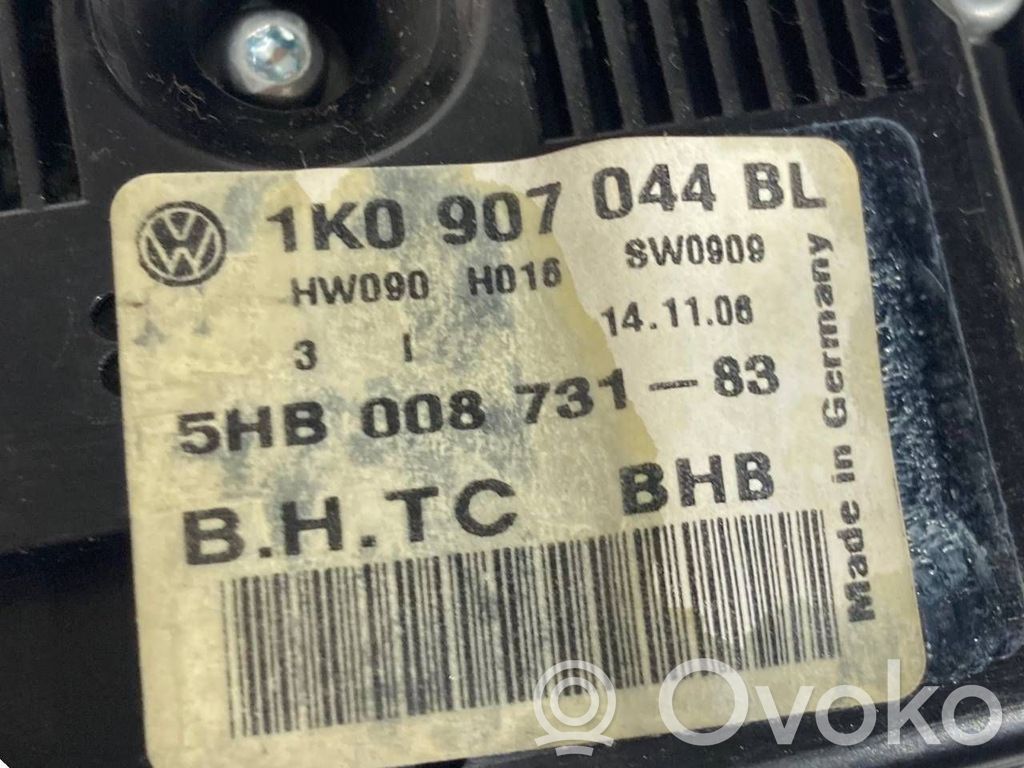 1K0 907 044 BL
HW090 H016 SW0909
3 I 14.11.06
5HB 008 731-83
B.H.TC BHB
Made in Germany
Ovoko